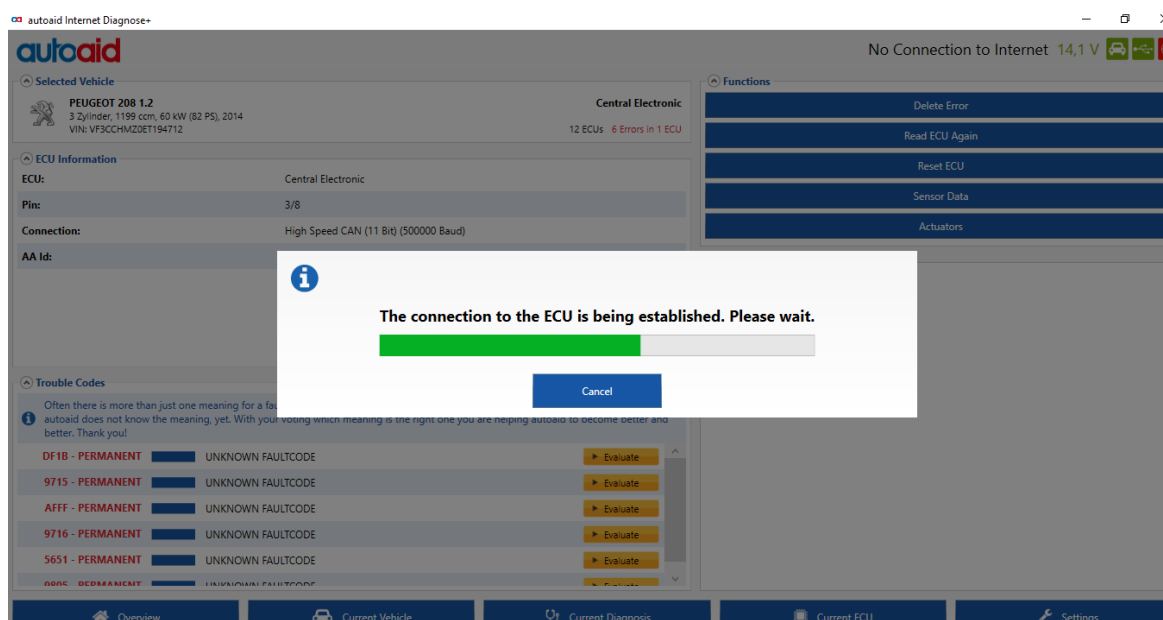 autoaid Internet Diagnose+
autoaid
No Connection to Internet 14,1 V
Selected Vehicle
PEUGEOT 208 1.2
3 Zylinder, 1199 ccm, 60 kW (82 PS), 2014
VIN: VF3CCHMZ0ET194712
Central Electronic
12 ECUs 6 Errors in 1 ECU
Functions
Delete Error
Read ECU Again
Reset ECU
Sensor Data
Actuators
ECU Information
ECU: Central Electronic
Pin: 3/8
Connection: High Speed CAN (11 Bit) (500000 Baud)
AA Id:
The connection to the ECU is being established. Please wait.
Cancel
Trouble Codes
Often there is more than just one meaning for a fau
autoaid does not know the meaning, yet. With your voting which meaning is the right one you are helping autoaid to become better and
better. Thank you!
DF1B - PERMANENT UNKNOWN FAULTCODE Evaluate
9715 - PERMANENT UNKNOWN FAULTCODE Evaluate
AFFF - PERMANENT UNKNOWN FAULTCODE Evaluate
9716 - PERMANENT UNKNOWN FAULTCODE Evaluate
5651 - PERMANENT UNKNOWN FAULTCODE Evaluate
9805 - PERMANENT UNKNOWN FAULTCODE Evaluate
Overview
Current Vehicle
Current Diagnosis
Current ECU
Settings